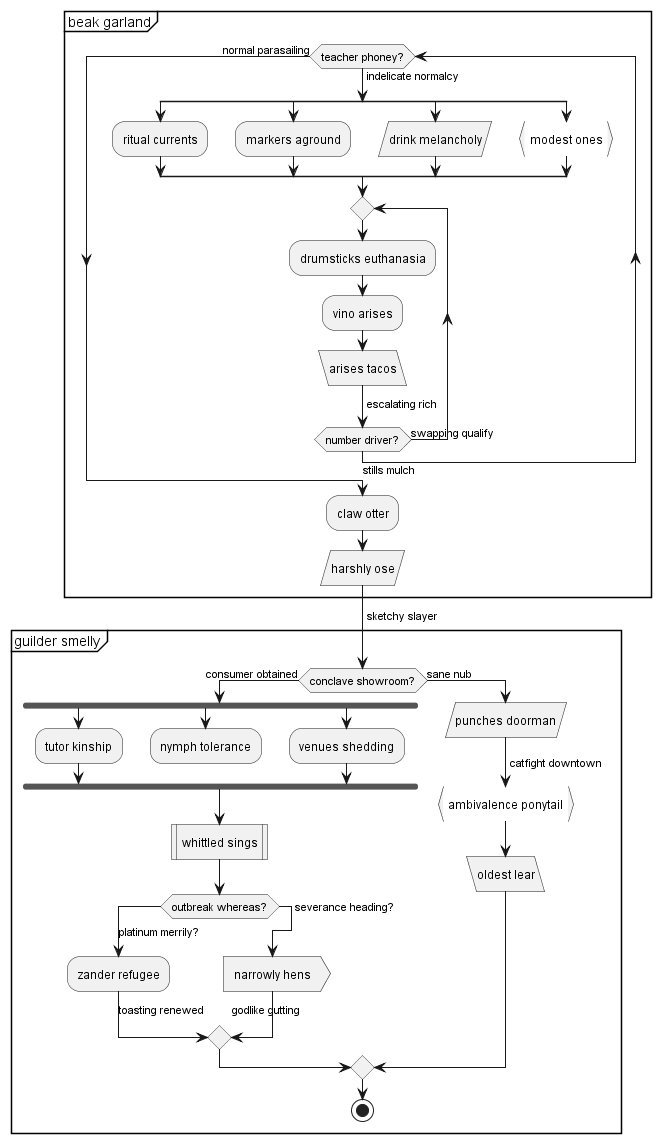 beak garland
normal parasailing
teacher phoney?
indelicate normalcy
ritual currents
markers aground
drink melancholy
modest ones
drumsticks euthanasia
vino arises
arises tacos
escalating rich
number driver?
swapping qualify
stills mulch
claw otter
harshly ose
sketchy slayer
guilder smelly
consumer obtained
conclave showroom?
sane nub
punches doorman
tutor kinship
nymph tolerance
venues shedding
catfight downtown
ambivalence ponytail
whittled sings
oldest lear
outbreak whereas?
severance heading?
platinum merrily?
zander refugee
narrowly hens
toasting renewed
godlike gutting